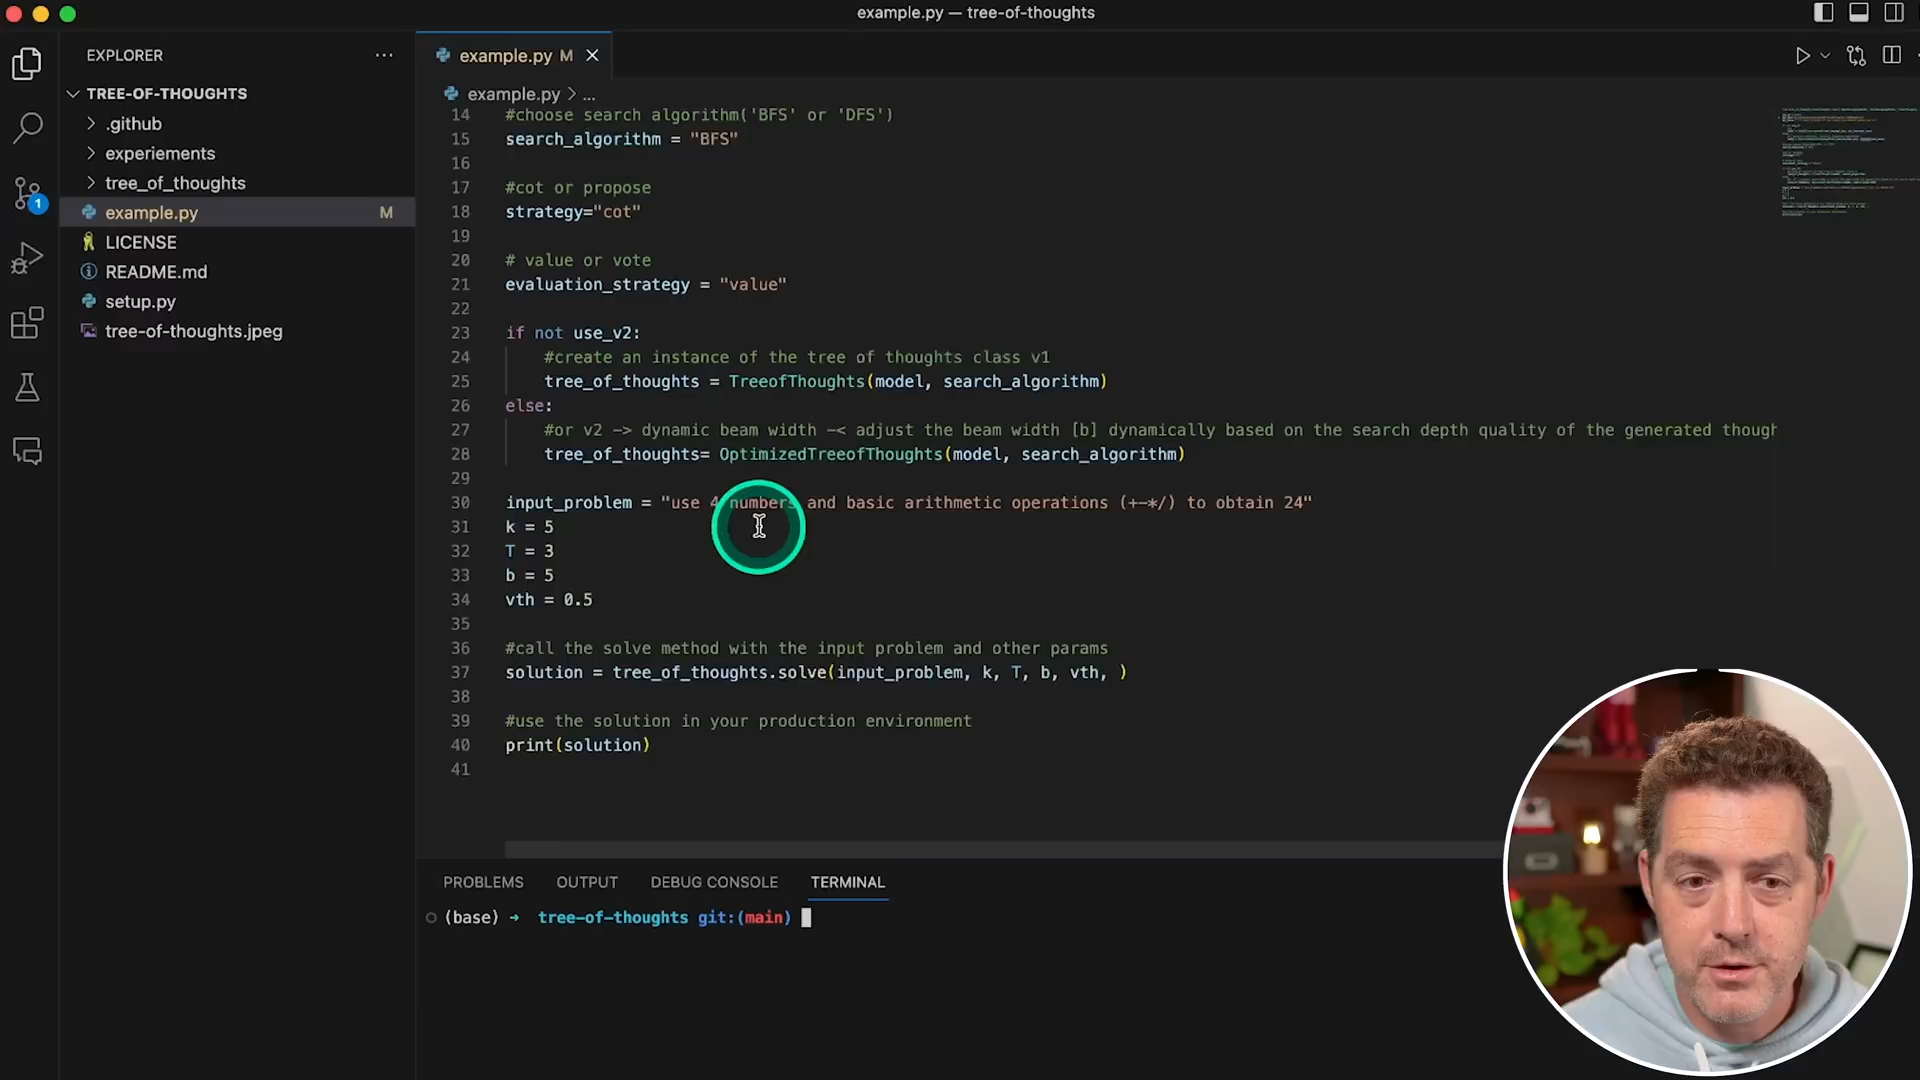 example.py — tree-of-thoughts
EXPLORER
TREE-OF-THOUGHTS
.github
experiements
tree_of_thoughts
example.py M
LICENSE
README.md
setup.py
tree-of-thoughts.jpeg
1
example.py M
example.py > ...
14 #choose search algorithm('BFS' or 'DFS')
15 search_algorithm = "BFS"
16
17 #cot or propose
18 strategy="cot"
19
20 # value or vote
21 evaluation_strategy = "value"
22
23 if not use_v2:
24 #create an instance of the tree of thoughts class v1
25 tree_of_thoughts = TreeofThoughts(model, search_algorithm)
26 else:
27 #or v2 -> dynamic beam width -< adjust the beam width [b] dynamically based on the search depth quality of the generated though
28 tree_of_thoughts= OptimizedTreeofThoughts(model, search_algorithm)
29
30 input_problem = "use 4 numbers and basic arithmetic operations (+-*/) to obtain 24"
31 k = 5
32 T = 3
33 b = 5
34 vth = 0.5
35
36 #call the solve method with the input problem and other params
37 solution = tree_of_thoughts.solve(input_problem, k, T, b, vth, )
38
39 #use the solution in your production environment
40 print(solution)
41
PROBLEMS OUTPUT DEBUG CONSOLE TERMINAL
(base) → tree-of-thoughts git:(main)